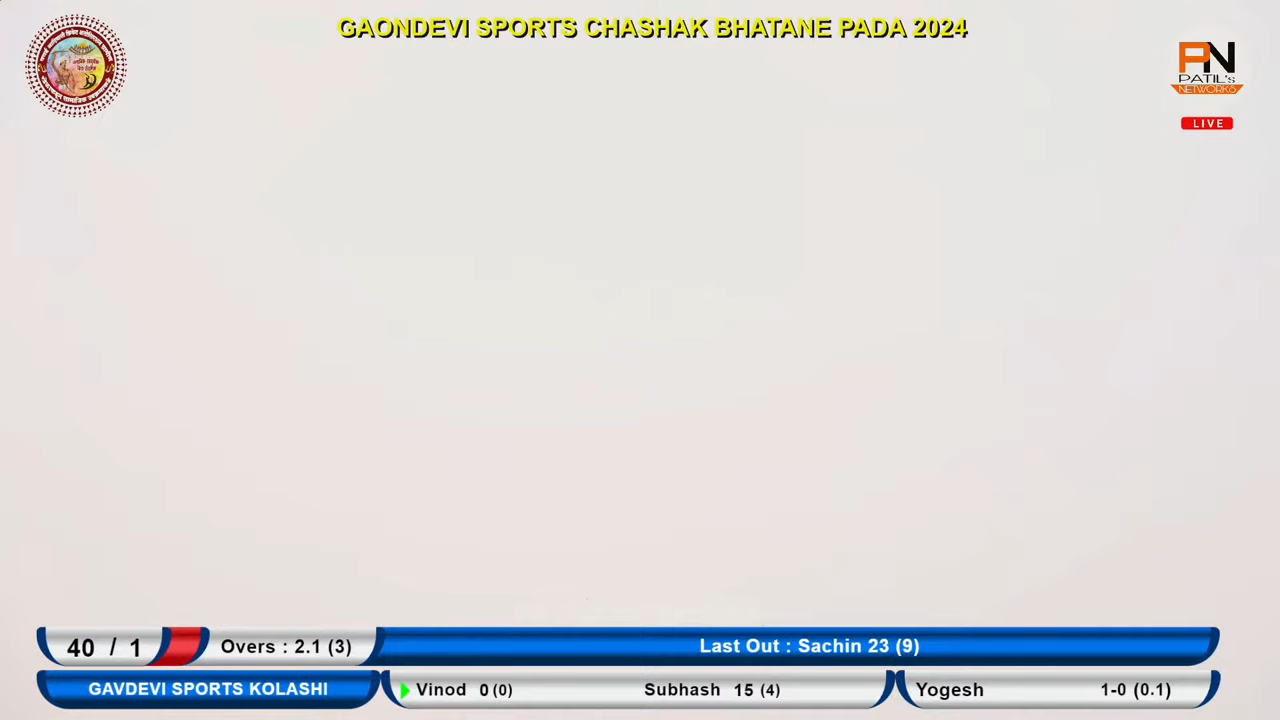 GAONDEVI SPORTS CHASHAK BHATANE PADA 2024
PN
PATIL's
NETWORKS
LIVE
40 / 1
Overs : 2.1 (3)
Last Out : Sachin 23 (9)
GAVDEVI SPORTS KOLASHI
Vinod 0 (0)
Subhash 15 (4)
Yogesh 1-0 (0.1)